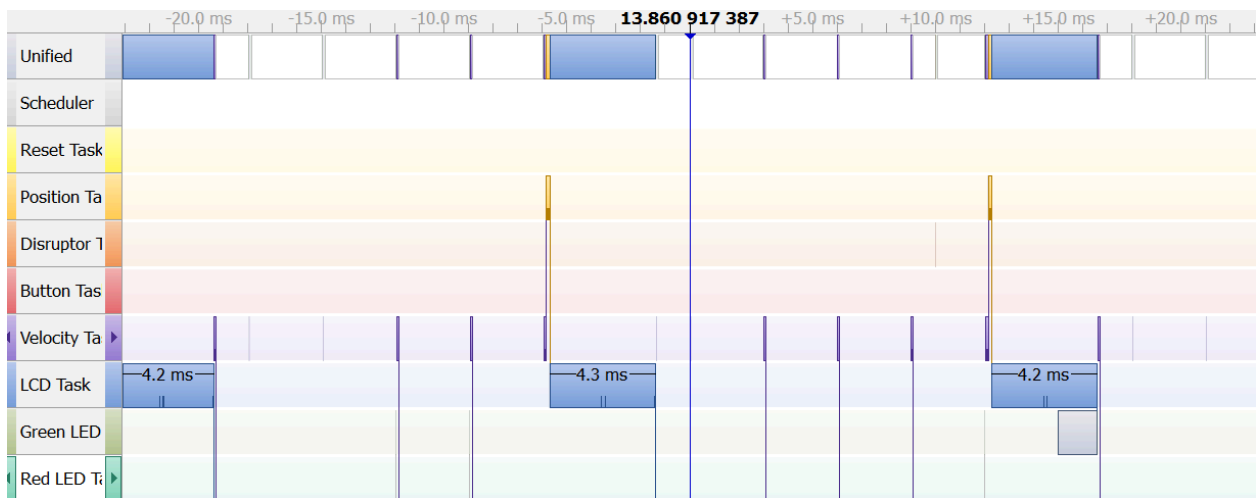 -20.0 ms -15.0 ms -10.0 ms -5.0 ms 13.860 917 387 +5.0 ms +10.0 ms +15.0 ms +20.0 ms
Unified
Scheduler
Reset Task
Position Ta
Disruptor T
Button Tas
Velocity Ta
LCD Task 4.2 ms 4.3 ms 4.2 ms
Green LED
Red LED Ta